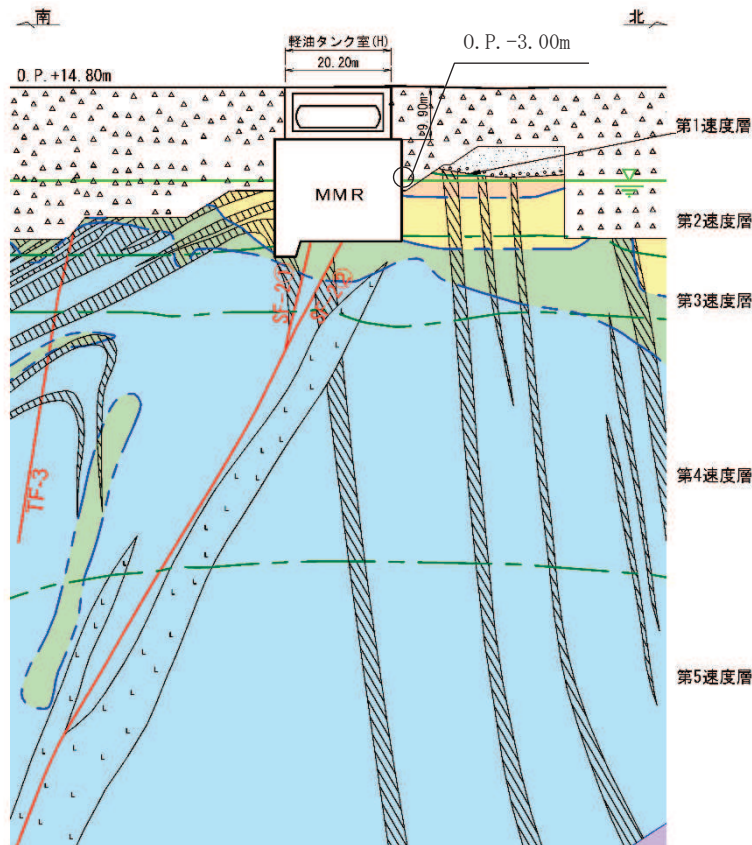 南
北
軽油タンク室(H)
20.20m
O.P.-3.00m
O.P.+14.80m
9.90m
第1速度層
MMR
第2速度層
第3速度層
第4速度層
TF-3
第5速度層